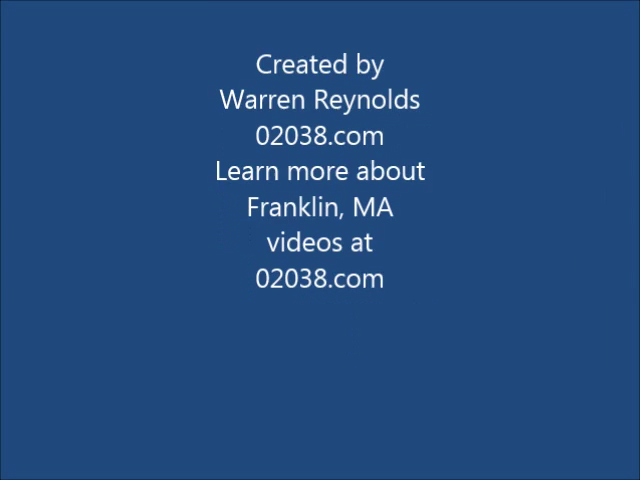 Created by
Warren Reynolds
02038.com
Learn more about
Franklin, MA
videos at
02038.com